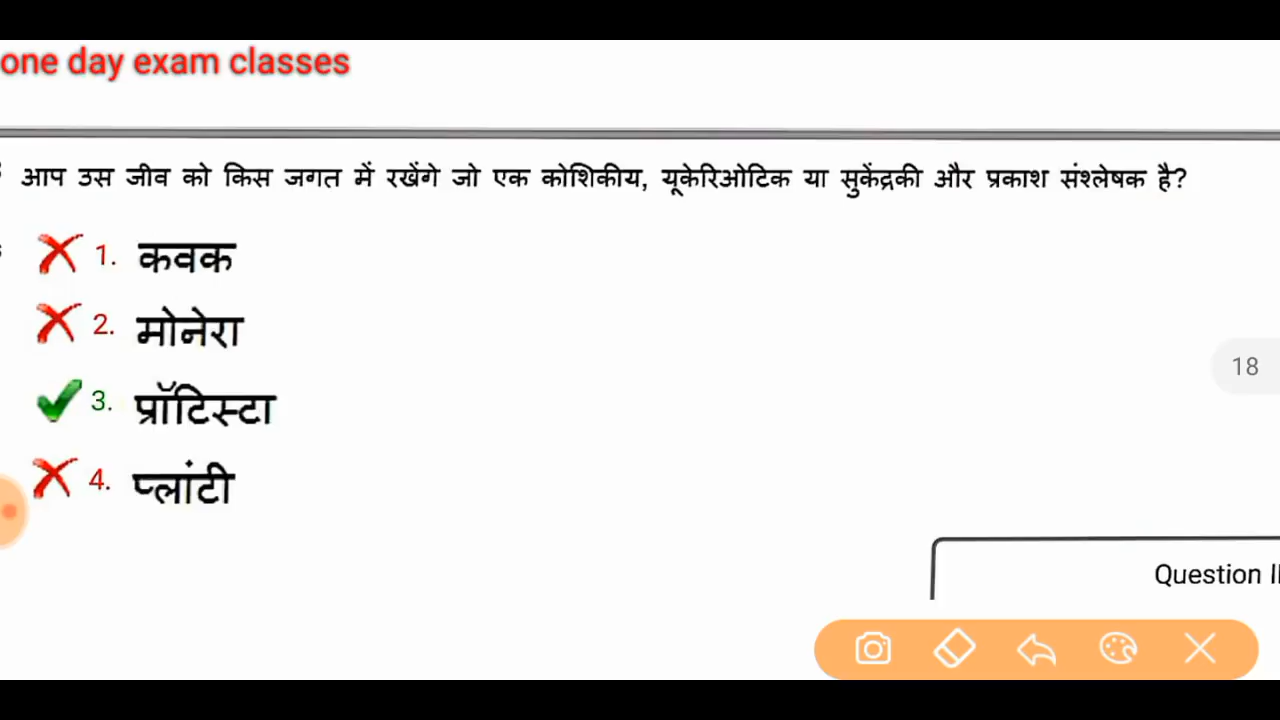 one day exam classes
आप उस जीव को किस जगत में रखेंगे जो एक कोशिकीय, यूकेरिओटिक या सुकेंद्रकी और प्रकाश संश्लेषक है?
1. कवक
2. मोनेरा
18
3. प्रॉटिस्टा
4. प्लांटी
Question